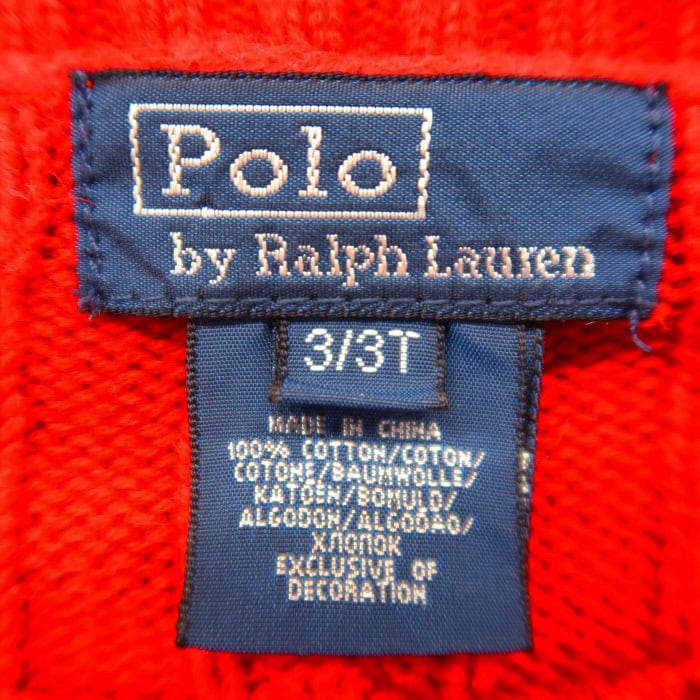 Polo
by Ralph Lauren
3/3T
MADE IN CHINA
100% COTTON/COTON/
COTONE/BAUMWOLLE/
KATOEN/BOMULD/
ALGODON/ALGODAO/
ХЛОПОК
EXCLUSIVE OF
DECORATION